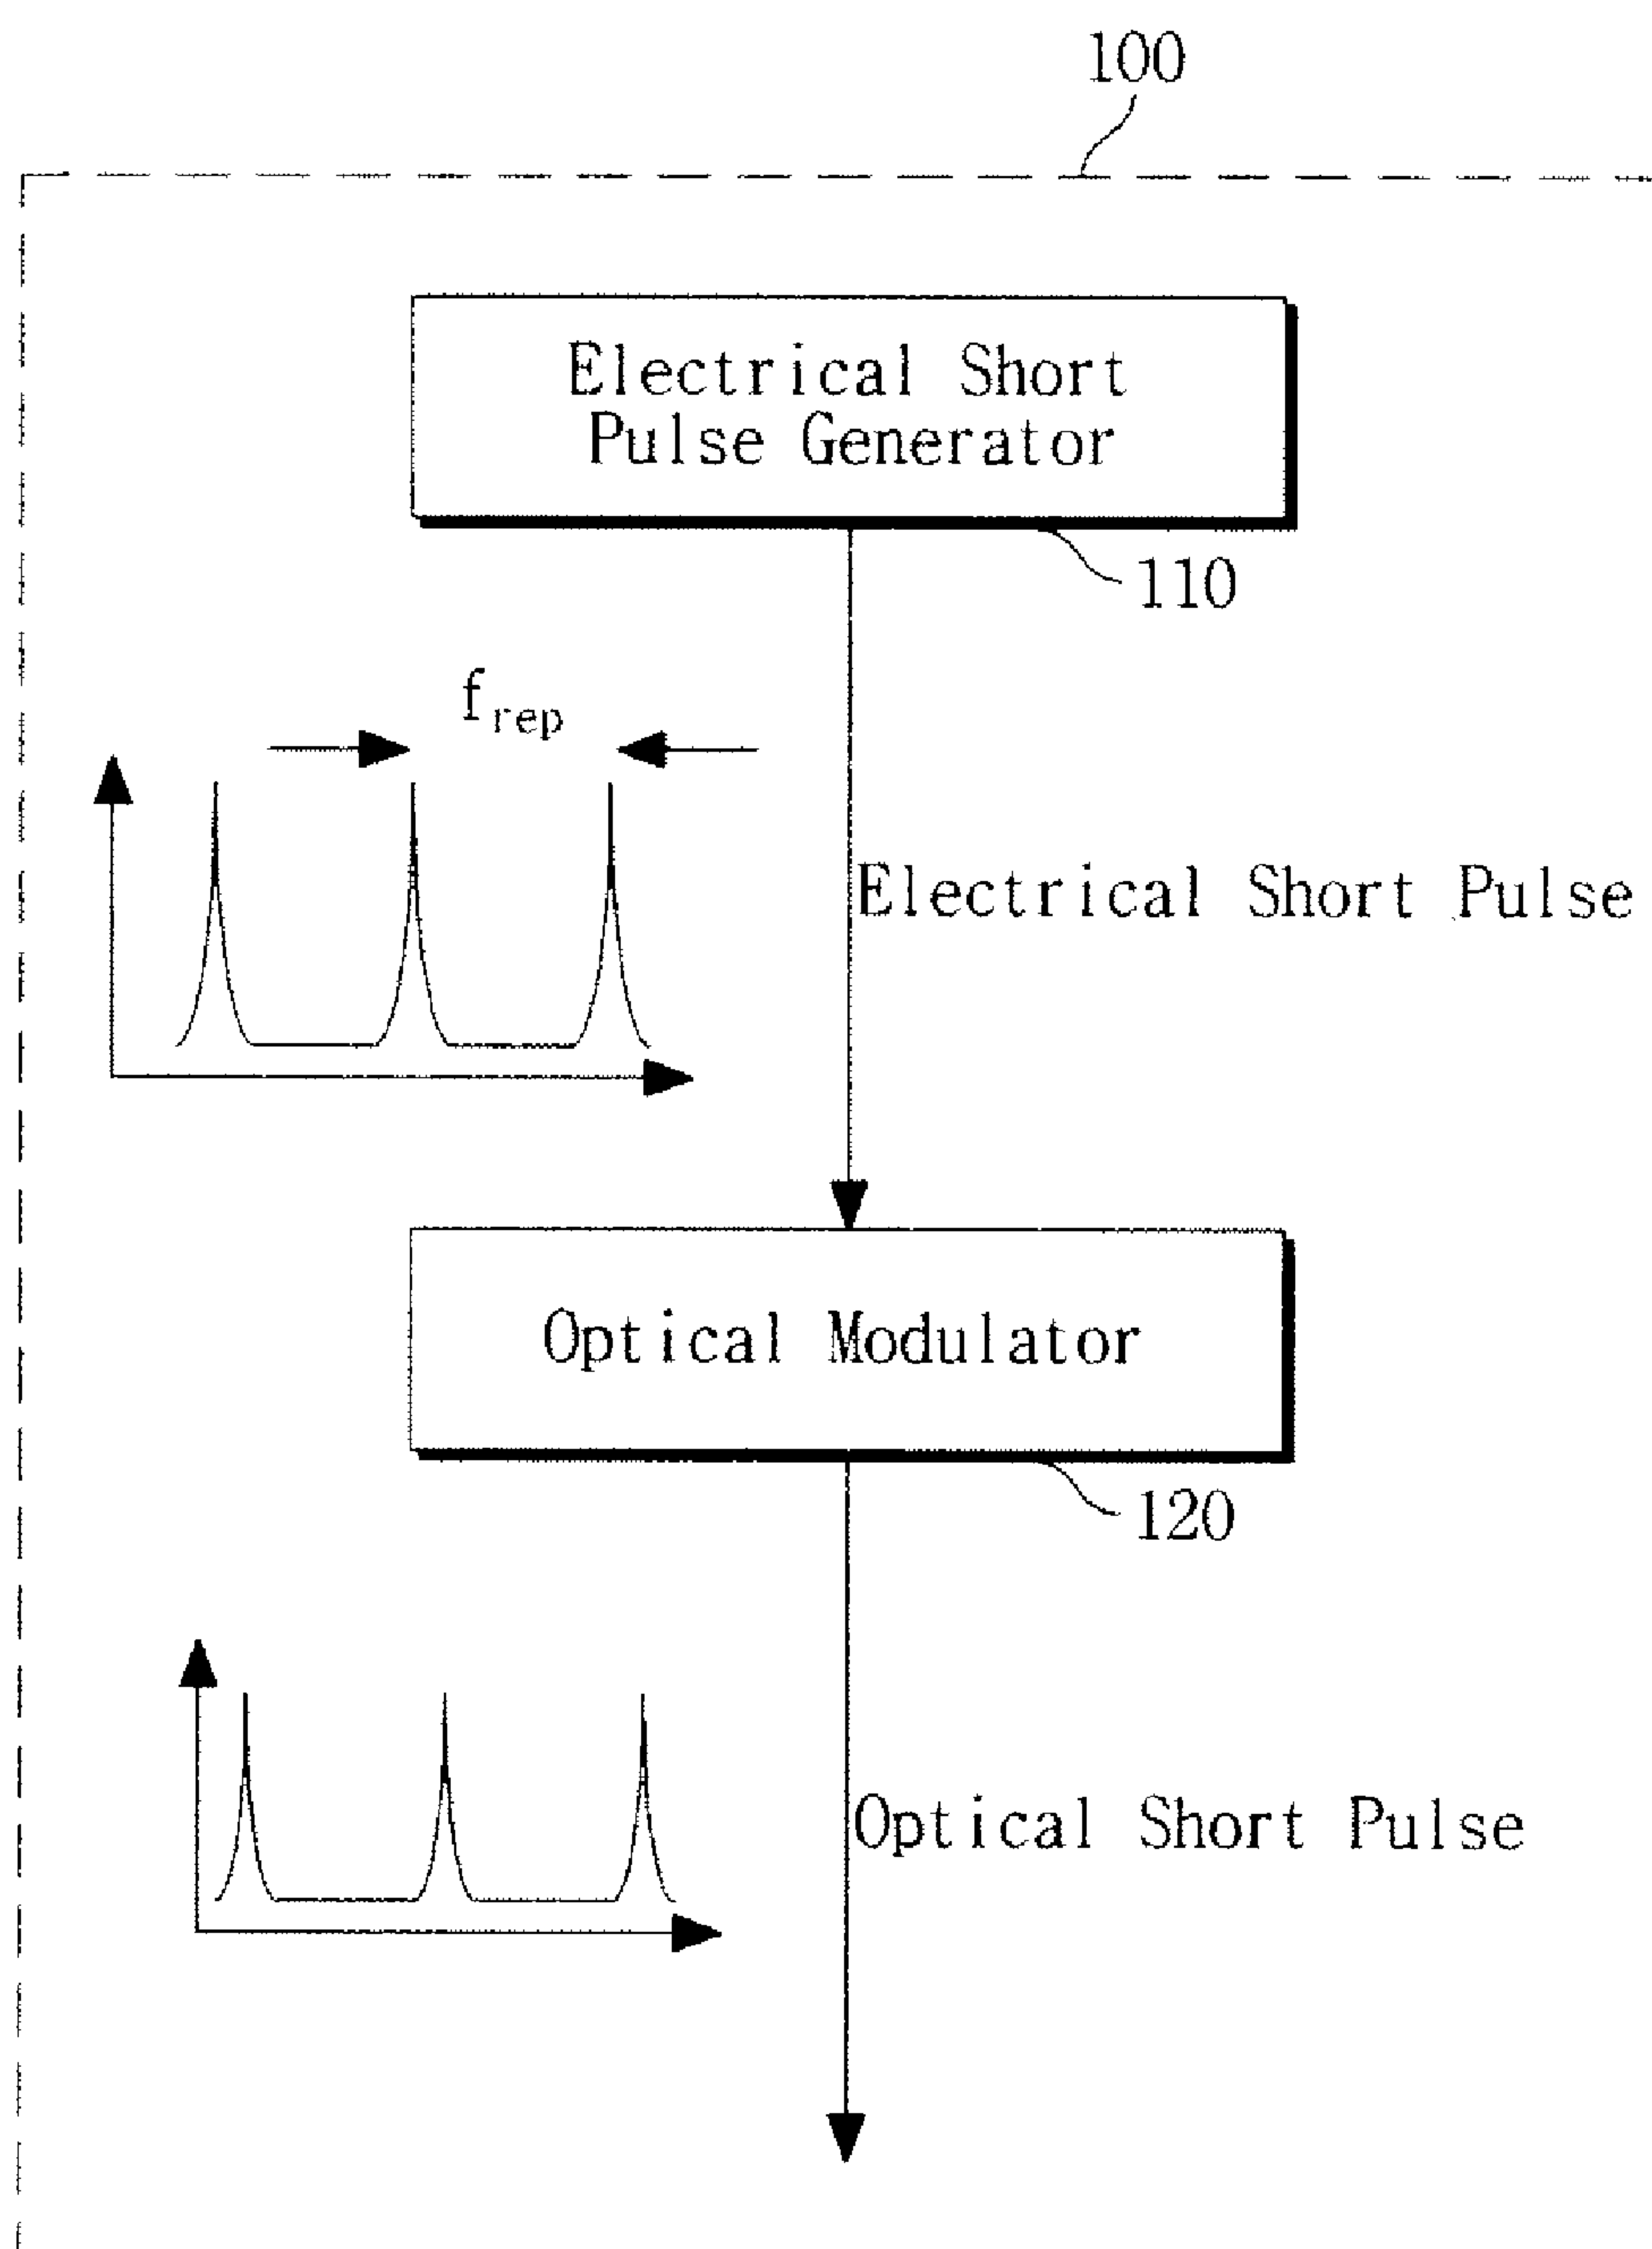 100
Electrical Short
Pulse Generator
110
f_rep
Electrical Short Pulse
Optical Modulator
120
Optical Short Pulse